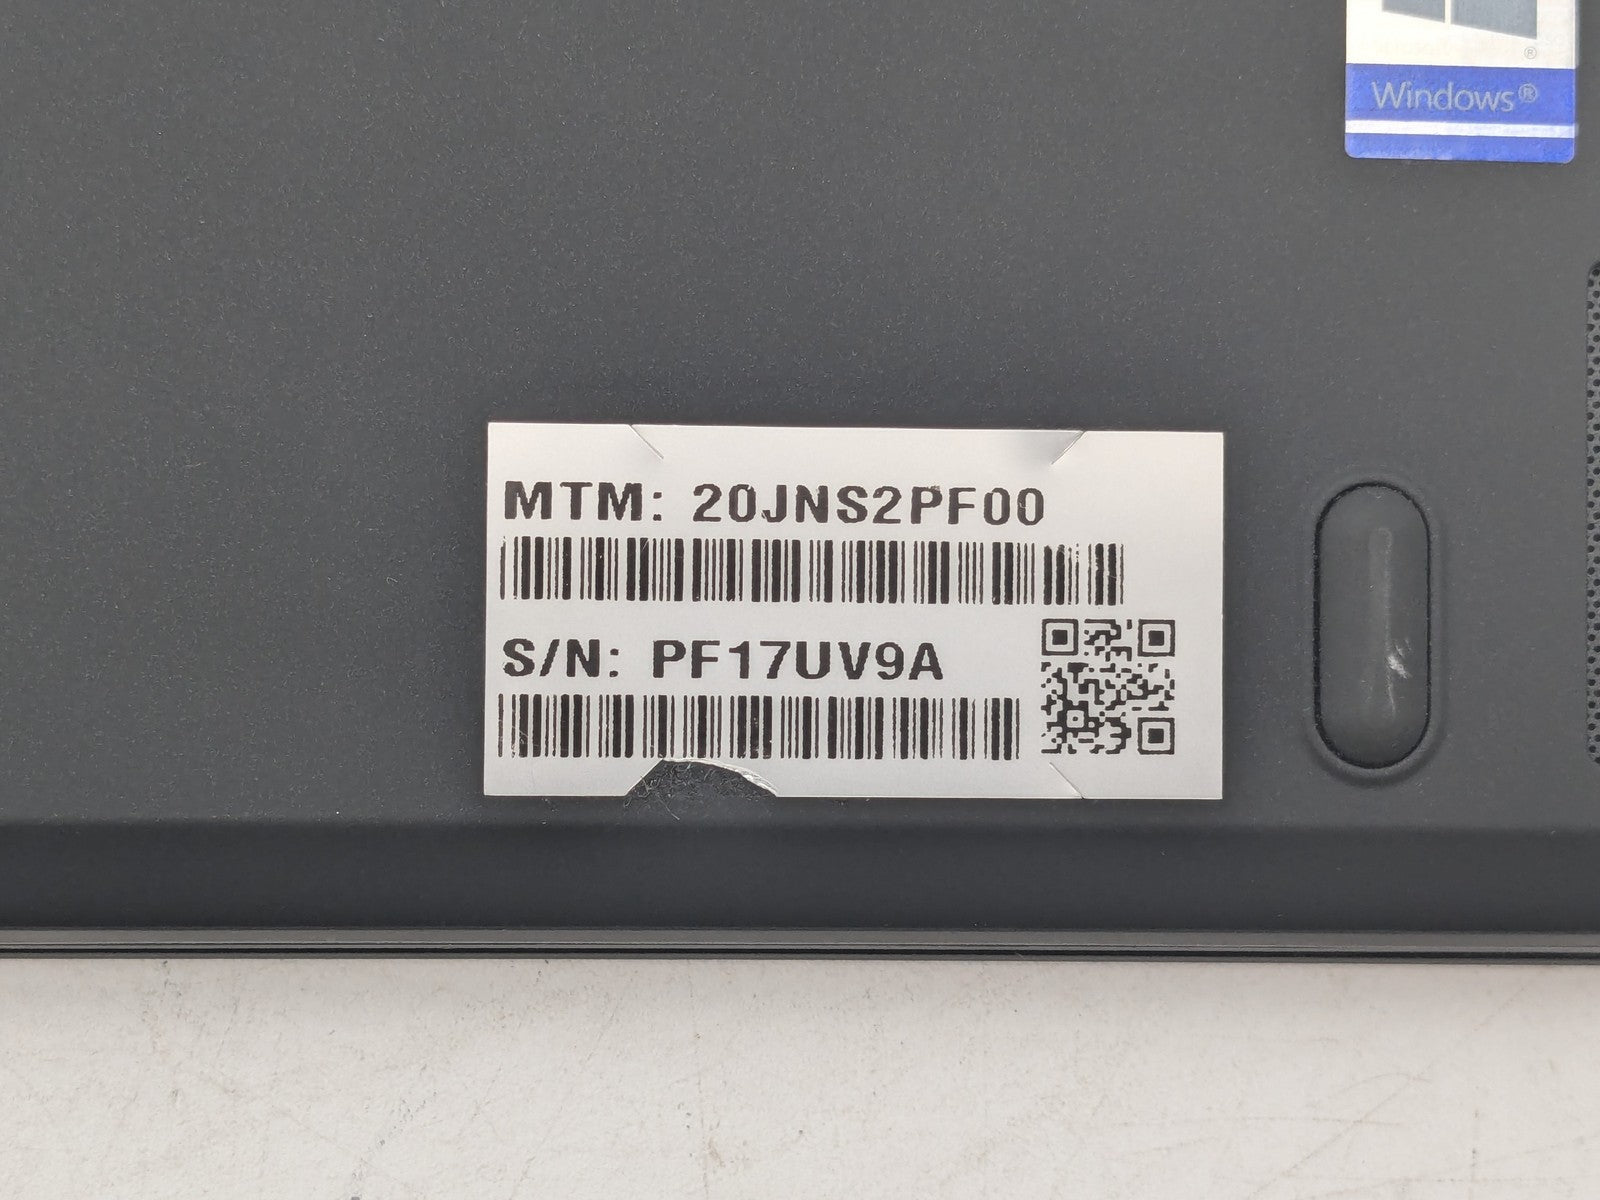 Windows®
MTM: 20JNS2PF00
S/N: PF17UV9A